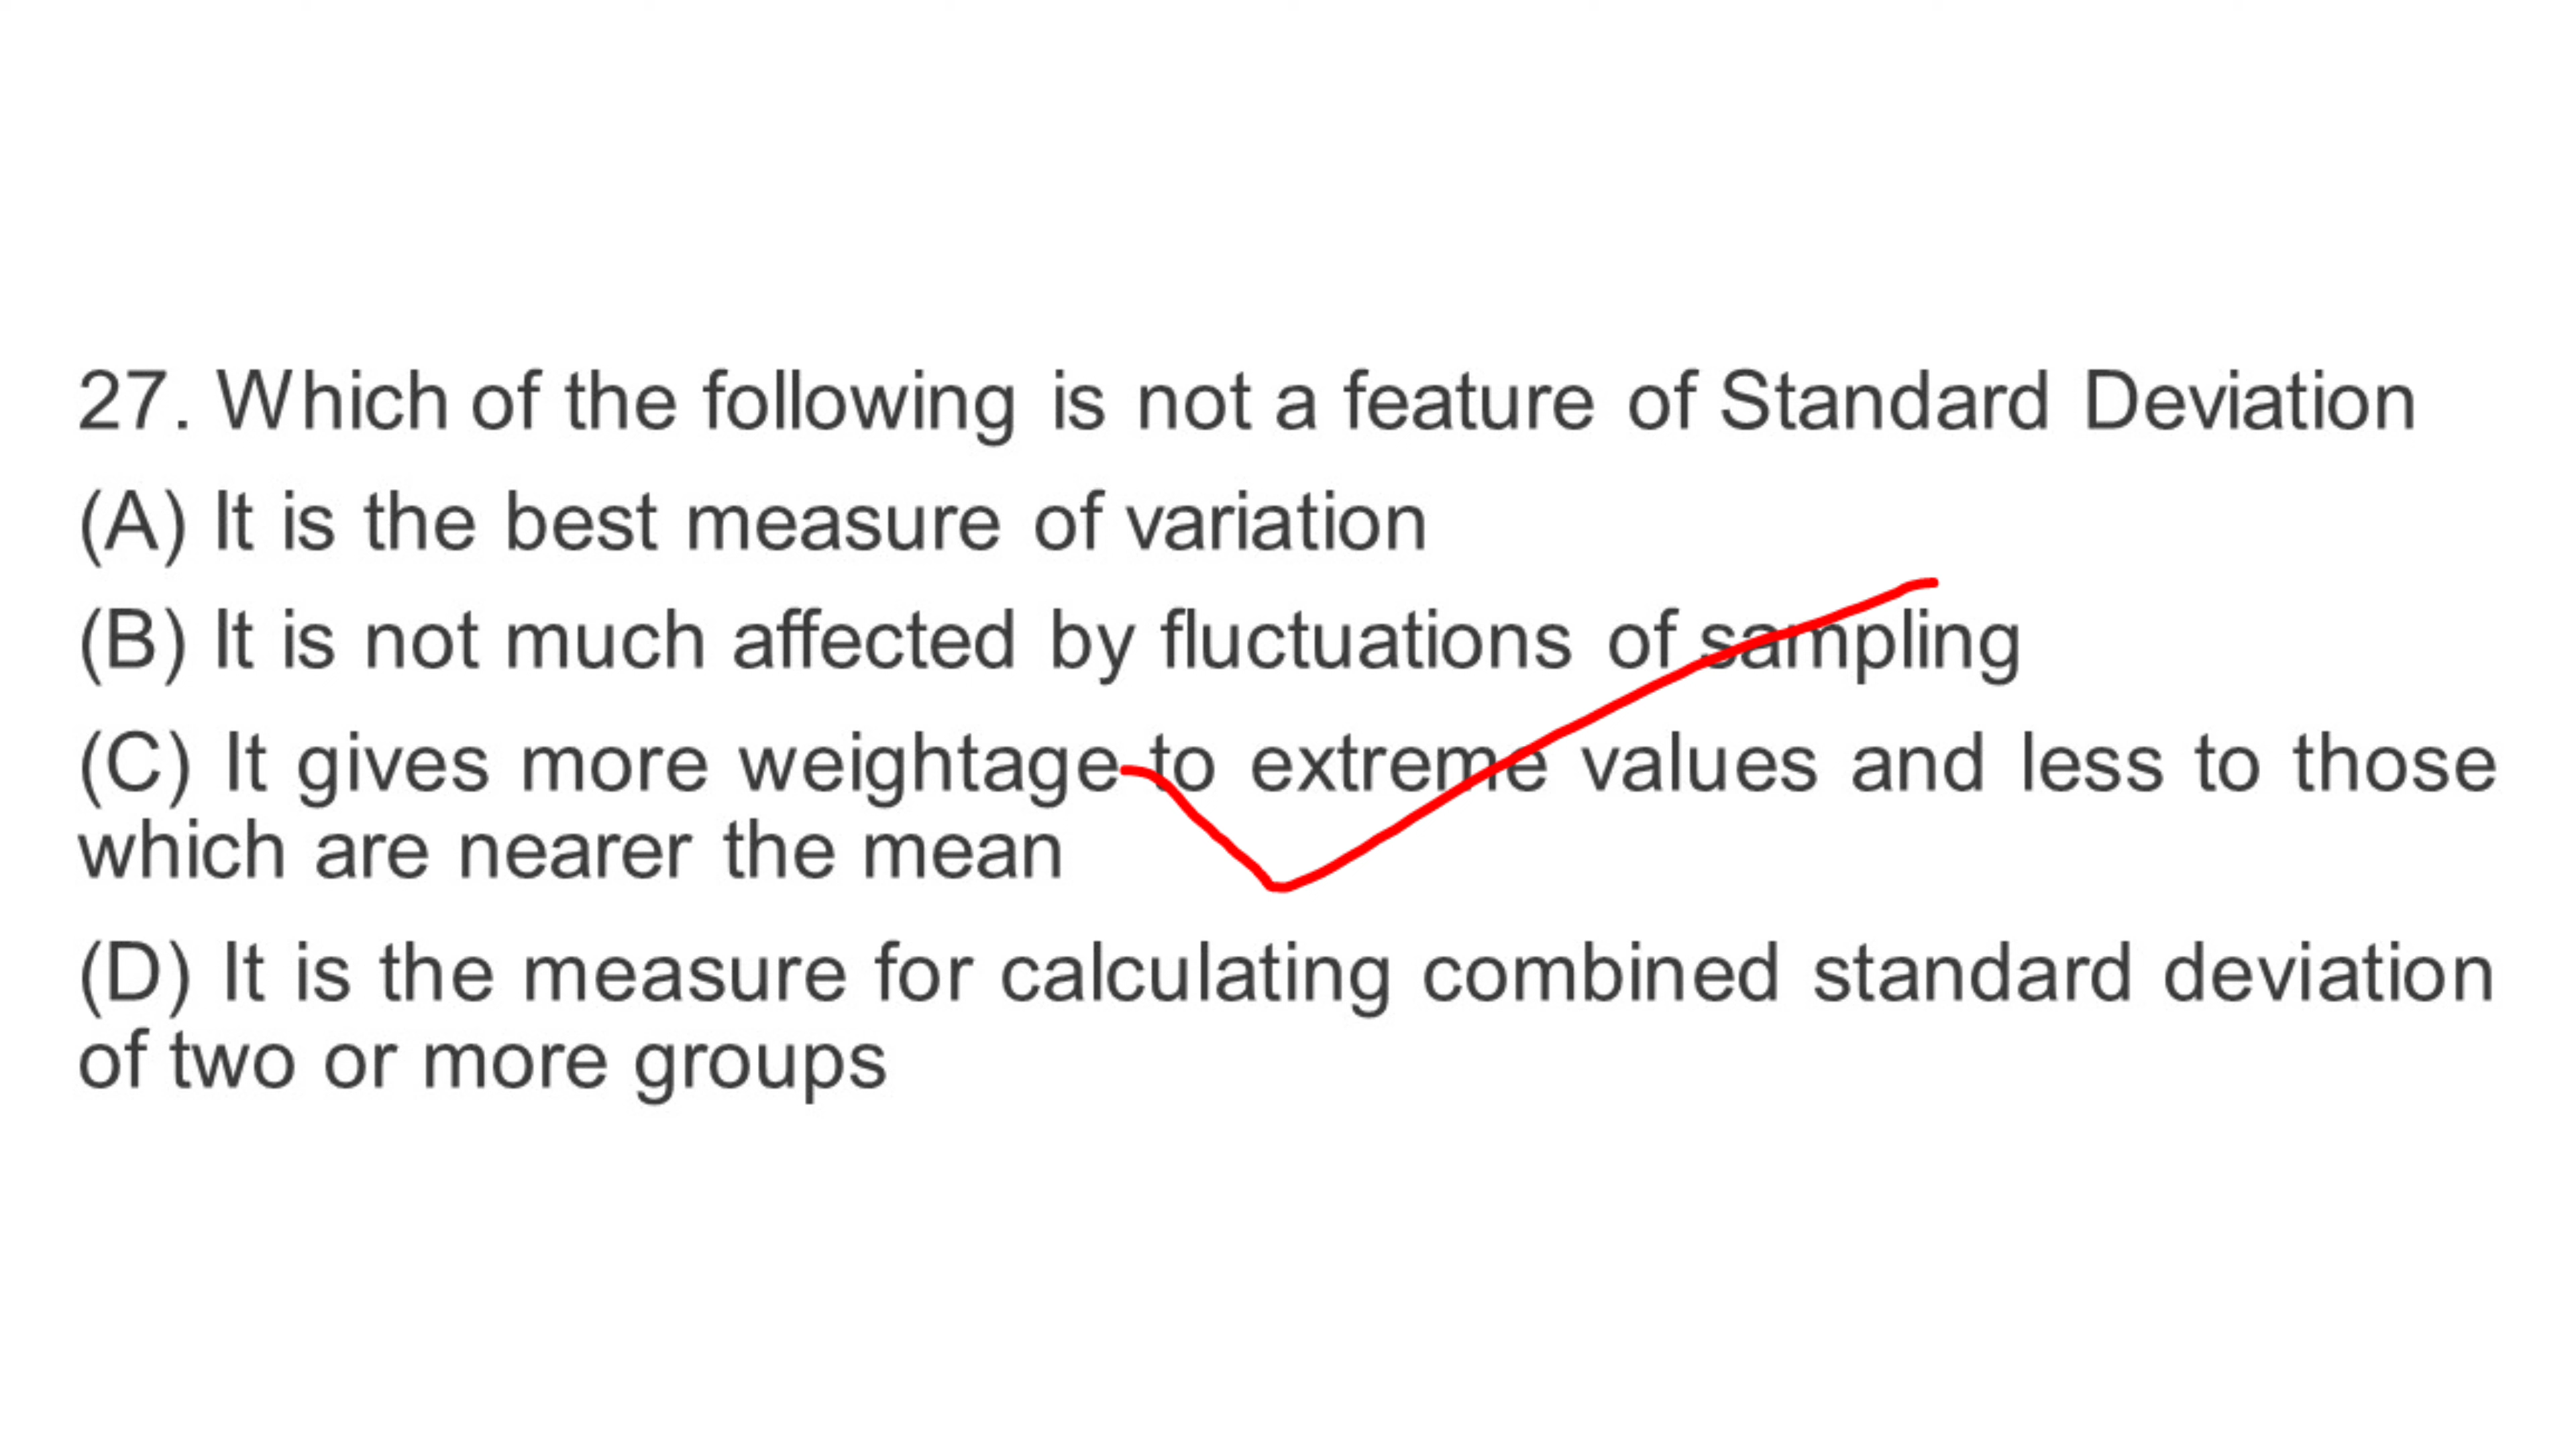 27. Which of the following is not a feature of Standard Deviation
(A) It is the best measure of variation
(B) It is not much affected by fluctuations of sampling
(C) It gives more weightage to extreme values and less to those
which are nearer the mean
(D) It is the measure for calculating combined standard deviation
of two or more groups